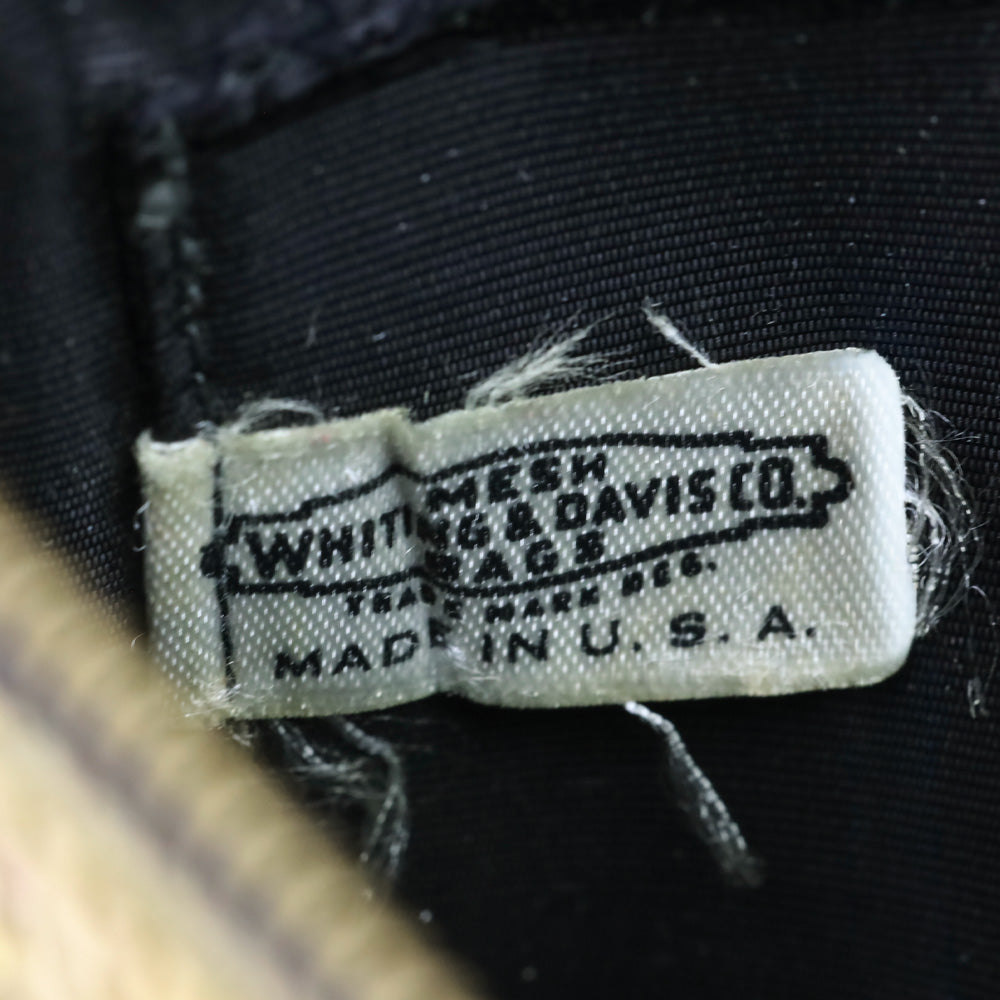 MESH
WHITING & DAVIS CO.
BAGS
TRADE MARK REG.
MADE IN U. S. A.